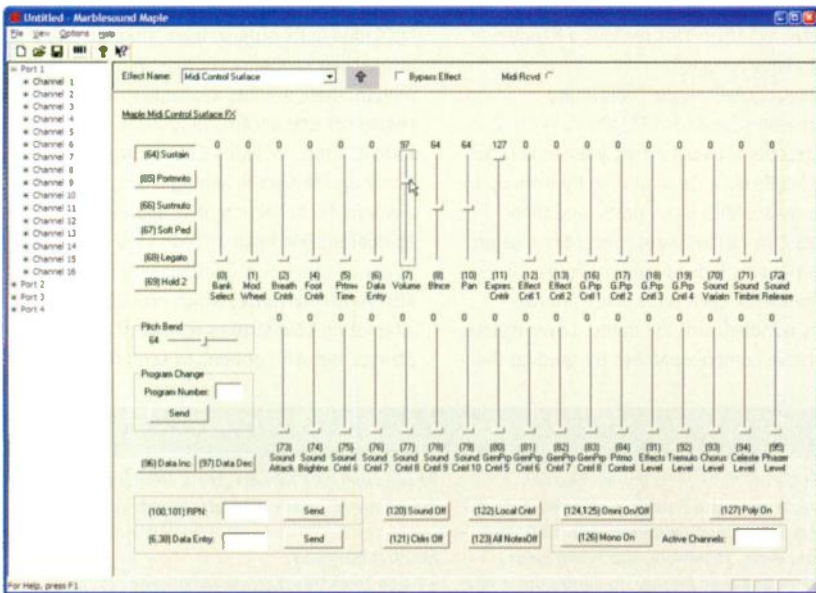 Untitled - Marblesound Maple
File View Options Help
Port 1
Channel 1
Channel 2
Channel 3
Channel 4
Channel 5
Channel 6
Channel 7
Channel 8
Channel 9
Channel 10
Channel 11
Channel 12
Channel 13
Channel 14
Channel 15
Channel 16
Port 2
Port 3
Port 4
Effect Name: Midi Control Surface Bypass Effect Midi Rcvd
Maple Midi Control Surface FX
(64) Sustain
(65) Portmnto
(66) Sustnuto
(67) Soft Ped
(68) Legato
(69) Hold 2
0 0 0 0 0 0 97 64 64 127 0 0 0 0 0 0 0 0 0
(0) (1) (2) (4) (5) (6) (7) (8) (10) (11) (12) (13) (16) (17) (18) (19) (70) (71) (72)
Bank Mod Breath Foot Prtmv Data Volume Blnce Pan Expres. Effect Effect G.Prp G.Prp G.Prp G.Prp Sound Sound Sound
Select Wheel Cntrlr Cntrlr Time Entry Cntrlr Cntl 1 Cntl 2 Cntl 1 Cntl 2 Cntl 3 Cntl 4 Variatn Timbre Release
Pitch Bend
64
Program Change
Program Number:
Send
(96) Data Inc (97) Data Dec
0 0 0 0 0 0 0 0 0 0 0 0 0 0 0 0 0
(73) (74) (75) (76) (77) (78) (79) (80) (81) (82) (83) (84) (91) (92) (93) (94) (95)
Sound Sound Sound Sound Sound Sound Sound GenPrp GenPrp GenPrp GenPrp Prtmo Effects Tremulo Chorus Celeste Phazer
Attack Brightns Cntrl 6 Cntrl 7 Cntrl 8 Cntrl 9 Cntrl 10 Cntrl 5 Cntrl 6 Cntrl 7 Cntrl 8 Control Level Level Level Level Level
(100,101) RPN: Send (120) Sound Off (122) Local Cntrl (124,125) Omni On/Off (127) Poly On
(6,38) Data Entry: Send (121) Ctrls Off (123) All NotesOff (126) Mono On Active Channels:
For Help, press F1